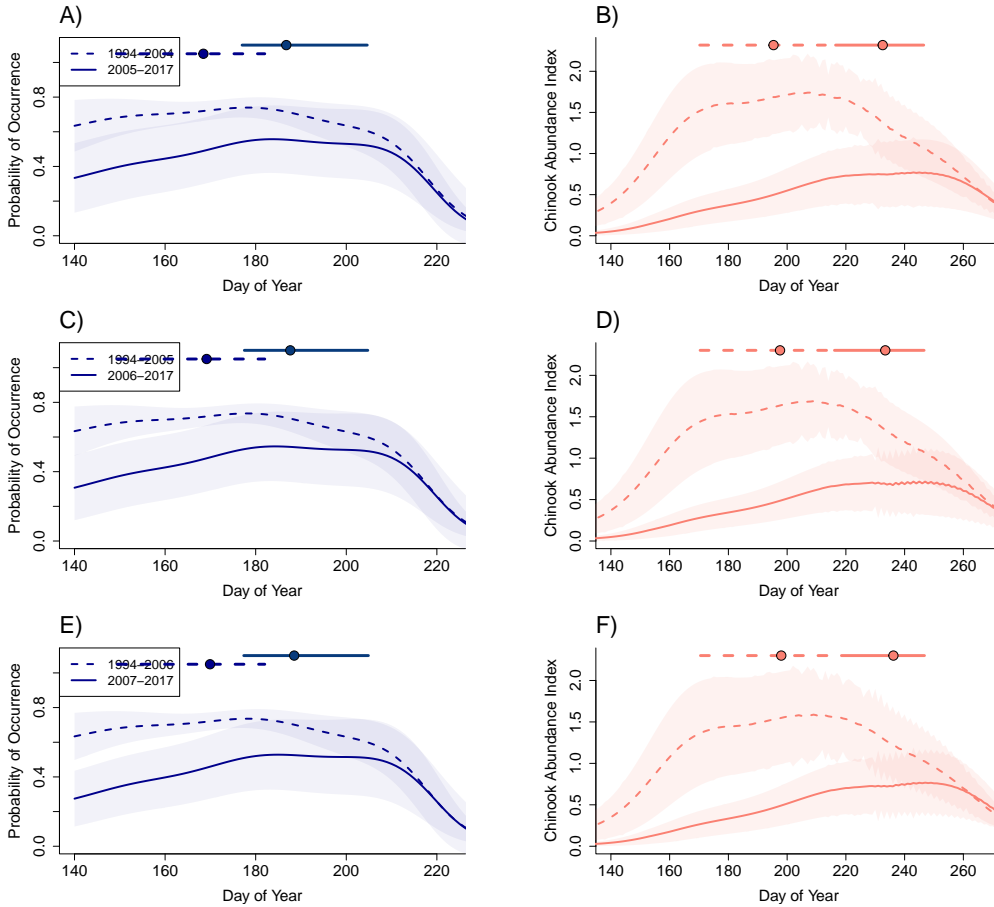 A)
1994–2004
2005–2017
Probability of Occurrence
0.0 0.4 0.8
140 160 180 200 220
Day of Year
B)
Chinook Abundance Index
0.0 0.5 1.0 1.5 2.0
140 160 180 200 220 240 260
Day of Year
C)
1994–2005
2006–2017
Probability of Occurrence
0.0 0.4 0.8
140 160 180 200 220
Day of Year
D)
Chinook Abundance Index
0.0 0.5 1.0 1.5 2.0
140 160 180 200 220 240 260
Day of Year
E)
1994–2006
2007–2017
Probability of Occurrence
0.0 0.4 0.8
140 160 180 200 220
Day of Year
F)
Chinook Abundance Index
0.0 0.5 1.0 1.5 2.0
140 160 180 200 220 240 260
Day of Year